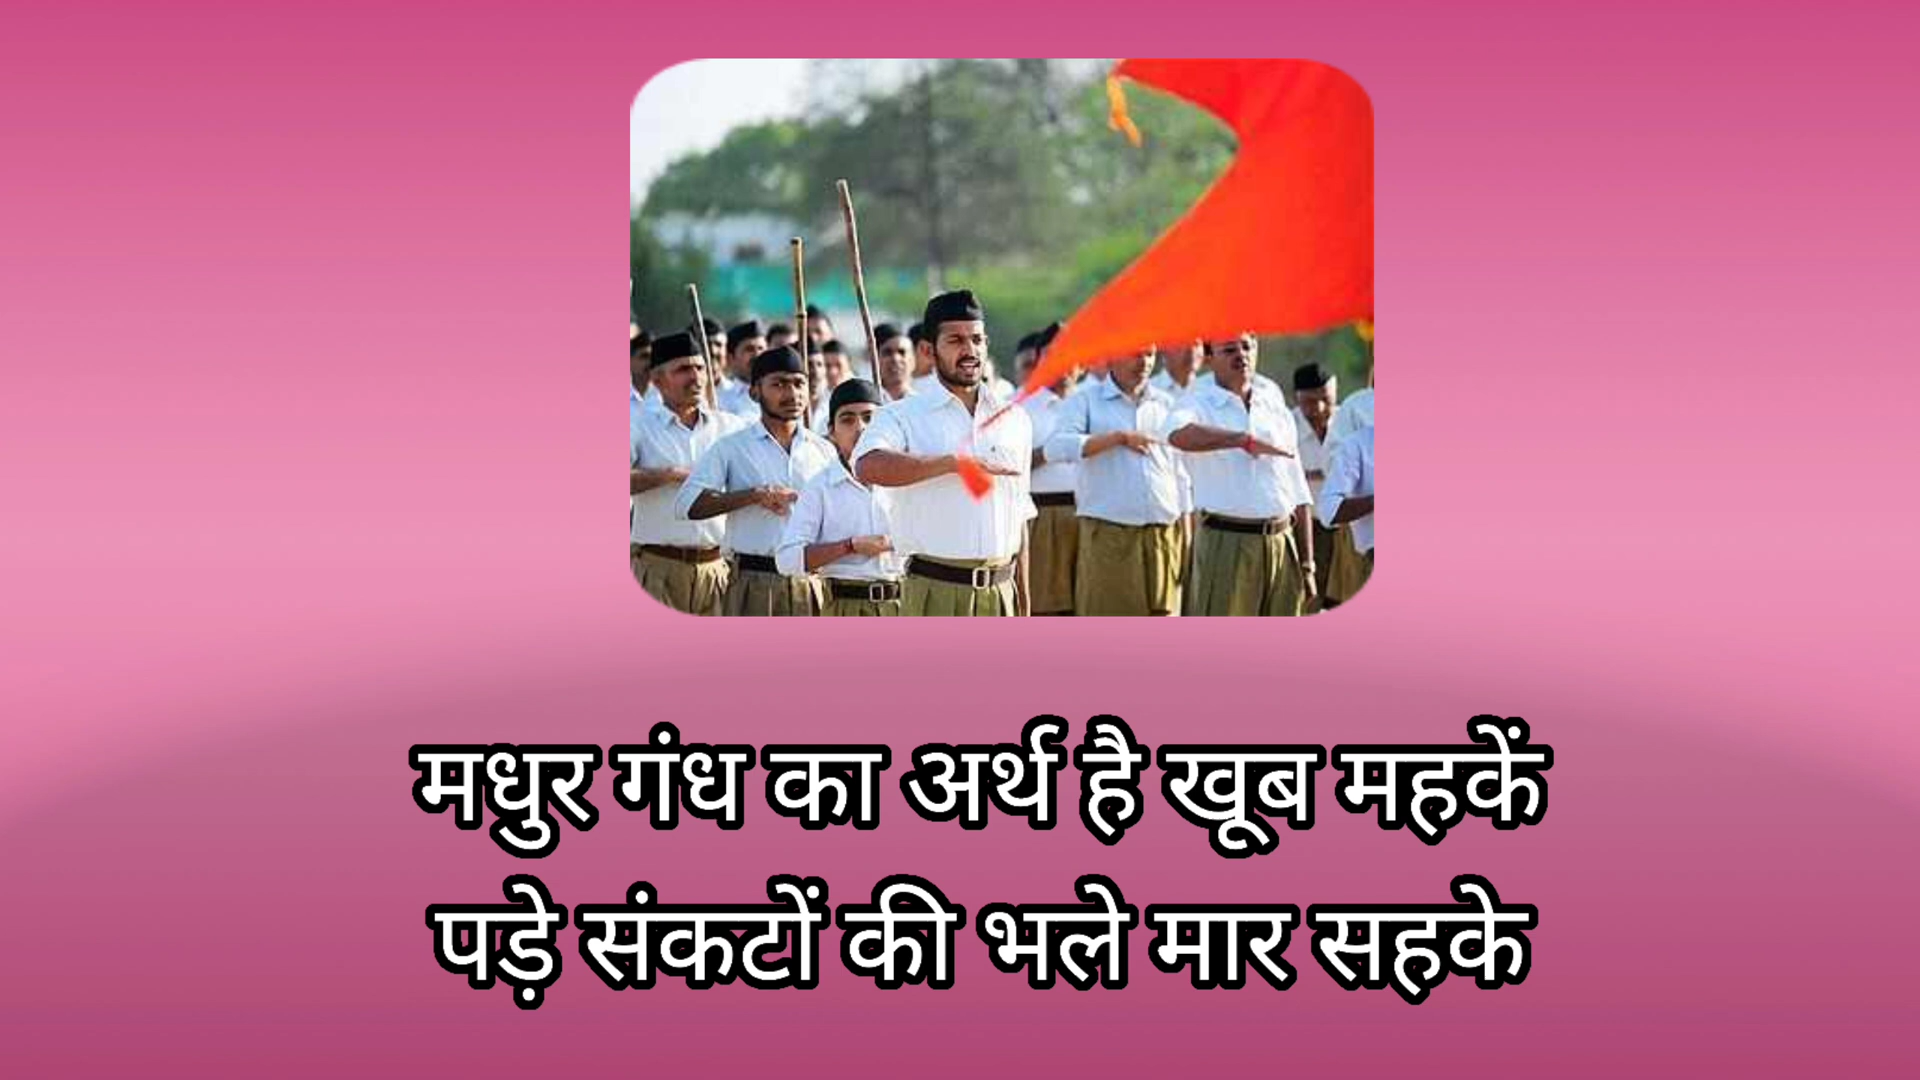 मधुर गंध का अर्थ है खूब महकें
पड़े संकटों की भले मार सहके